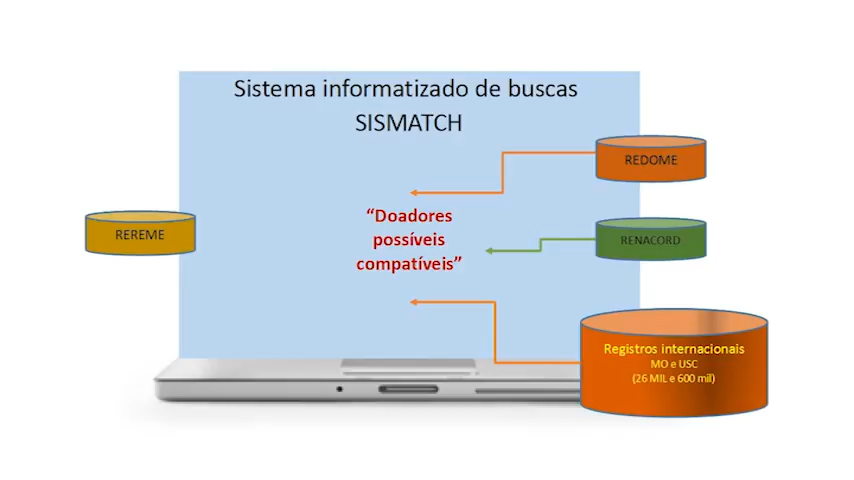 Sistema informatizado de buscas
SISMATCH
REDOME
REREME
“Doadores
possíveis
compatíveis”
RENACORD
Registros internacionais
MO e USC
(26 MIL e 600 mil)